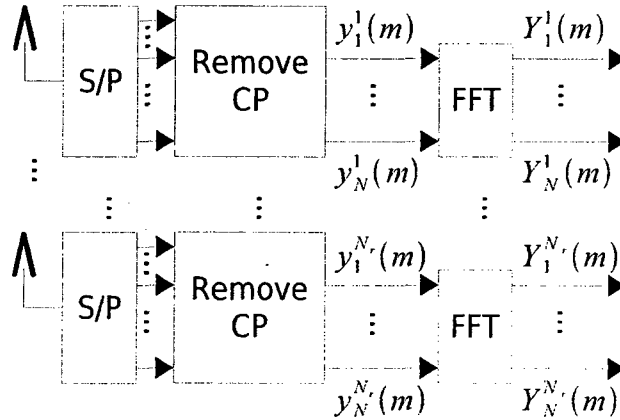 y_1^1(m) Y_1^1(m)
S/P Remove CP FFT
y_N^1(m) Y_N^1(m)
y_1^{N_r}(m) Y_1^{N_r}(m)
S/P Remove CP FFT
y_N^{N_r}(m) Y_N^{N_r}(m)